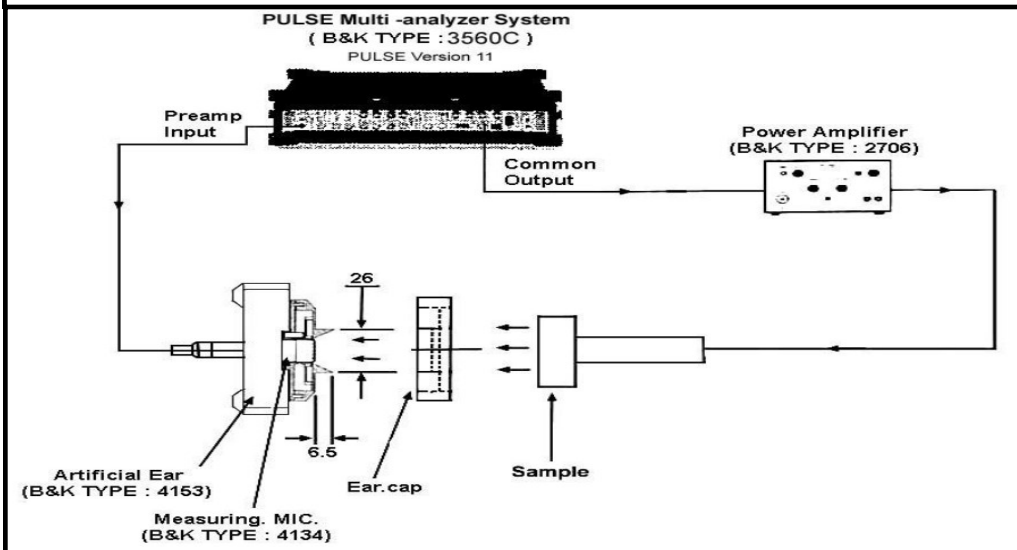 PULSE Multi -analyzer System
( B&K TYPE : 3560C )
PULSE Version 11
Preamp
Input
Common
Output
Power Amplifier
(B&K TYPE : 2706)
26
6.5
Artificial Ear
(B&K TYPE : 4153)
Measuring. MIC.
(B&K TYPE : 4134)
Ear.cap
Sample